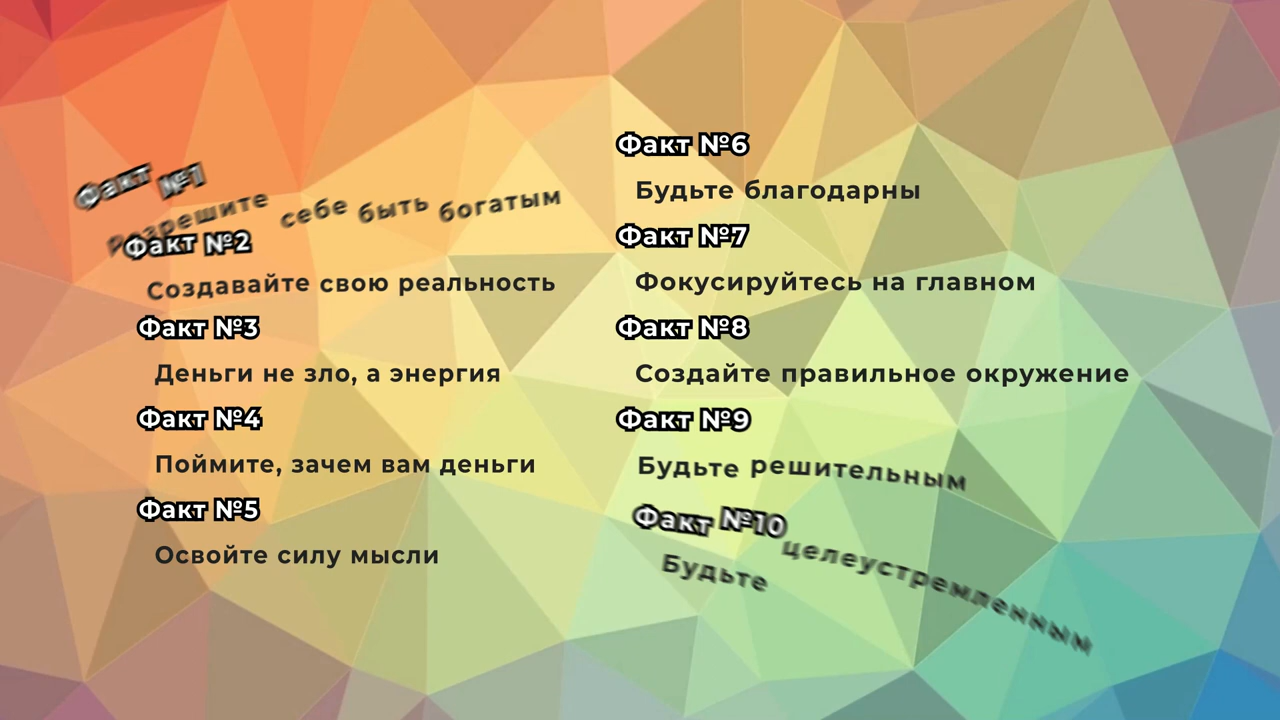 Факт №1
Разрешите себе быть богатым
Факт №2
Создавайте свою реальность
Факт №3
Деньги не зло, а энергия
Факт №4
Поймите, зачем вам деньги
Факт №5
Освойте силу мысли
Факт №6
Будьте благодарны
Факт №7
Фокусируйтесь на главном
Факт №8
Создайте правильное окружение
Факт №9
Будьте решительным
Факт №10
Будьте целеустремленным